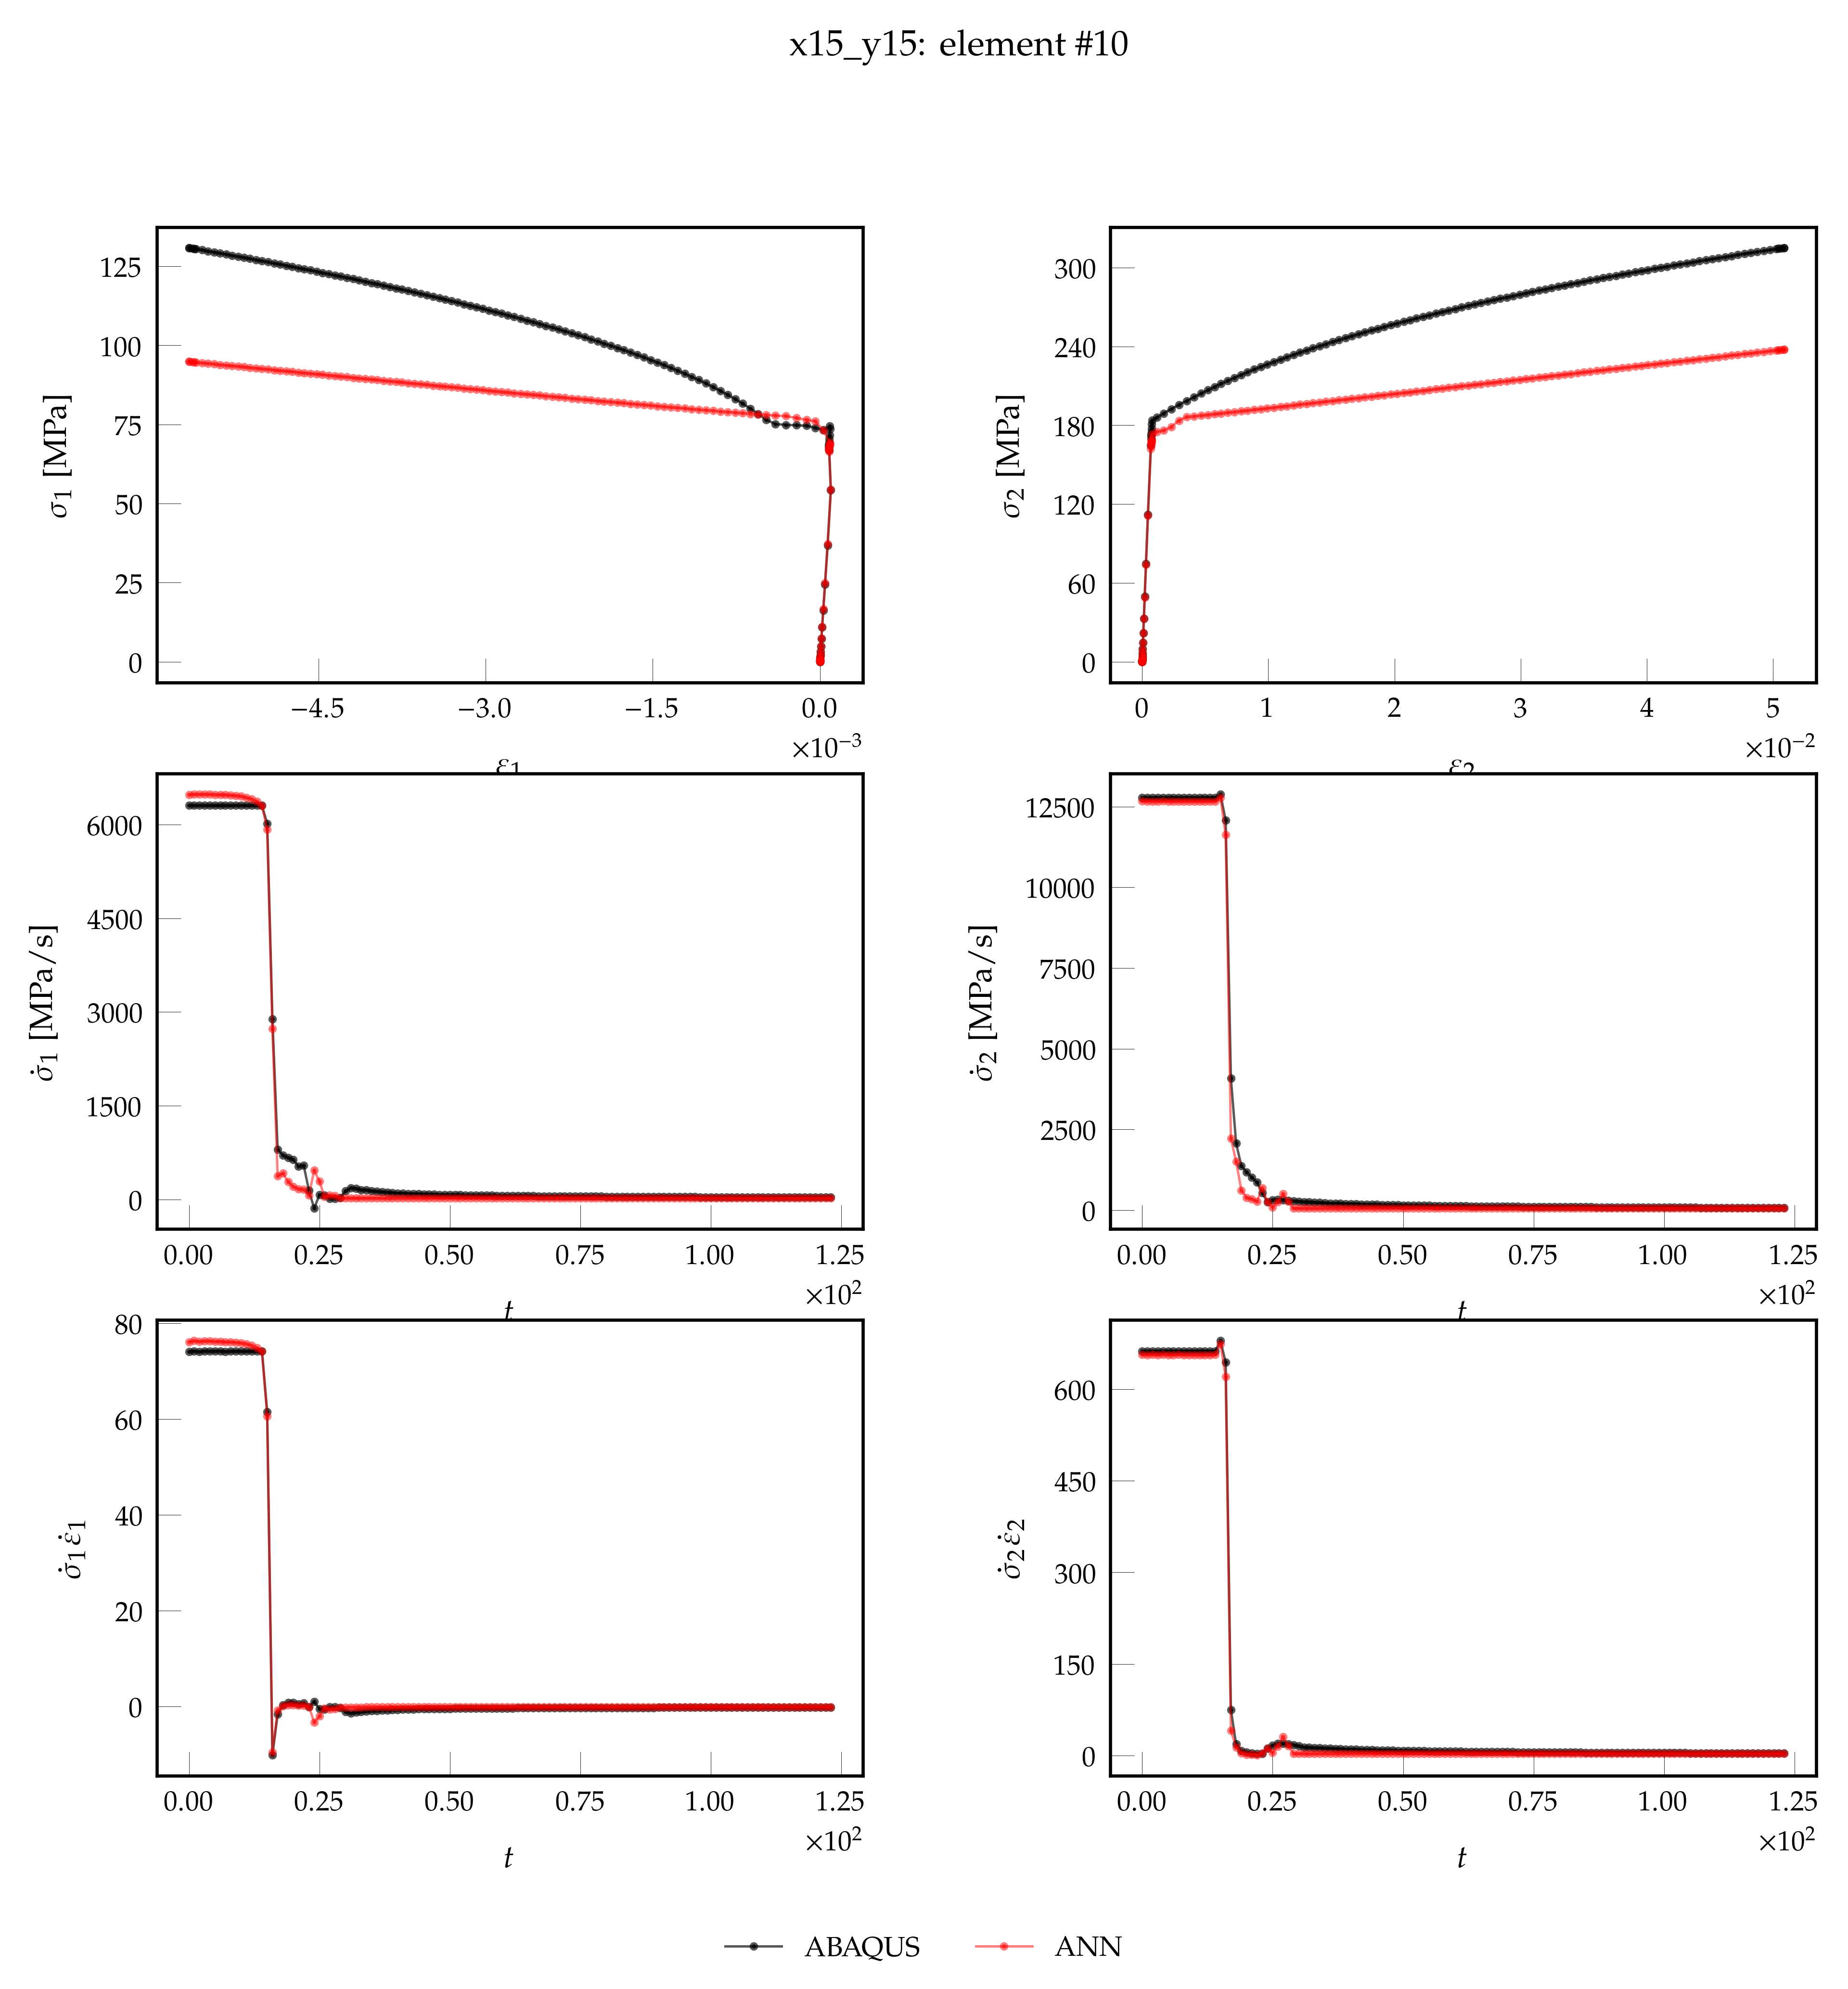 x15_y15: element #10
σ1 [MPa]
125
100
75
50
25
0
−4.5 −3.0 −1.5 0.0
×10−3
ε1
σ2 [MPa]
300
240
180
120
60
0
0 1 2 3 4 5
×10−2
ε2
σ̇1 [MPa/s]
6000
4500
3000
1500
0
0.00 0.25 0.50 0.75 1.00 1.25
×102
t
σ̇2 [MPa/s]
12500
10000
7500
5000
2500
0
0.00 0.25 0.50 0.75 1.00 1.25
×102
t
σ̇1ε̇1
80
60
40
20
0
0.00 0.25 0.50 0.75 1.00 1.25
×102
t
σ̇2ε̇2
600
450
300
150
0
0.00 0.25 0.50 0.75 1.00 1.25
×102
t
ABAQUS ANN